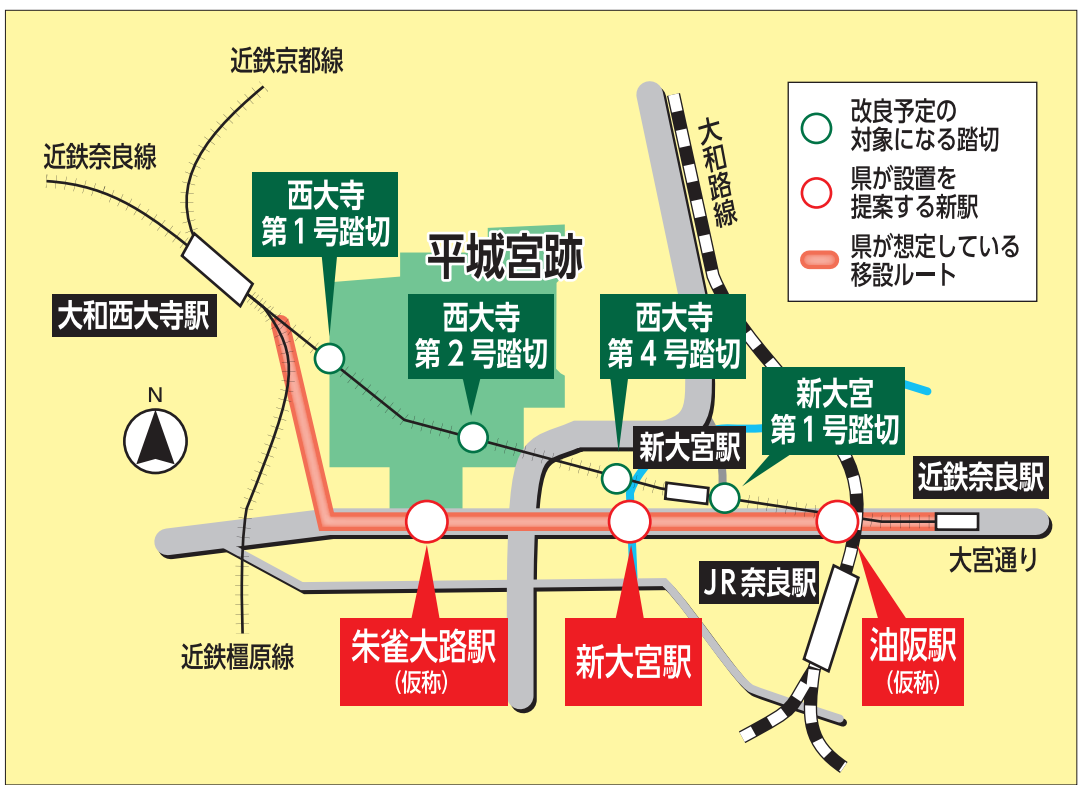 近鉄京都線
近鉄奈良線
改良予定の
対象になる踏切
県が設置を
提案する新駅
県が想定している
移設ルート
大和路線
西大寺
第1号踏切
平城宮跡
大和西大寺駅
西大寺
第2号踏切
西大寺
第4号踏切
新大宮
第1号踏切
N
新大宮駅
近鉄奈良駅
大宮通り
JR奈良駅
近鉄橿原線
朱雀大路駅
(仮称)
新大宮駅
油阪駅
(仮称)